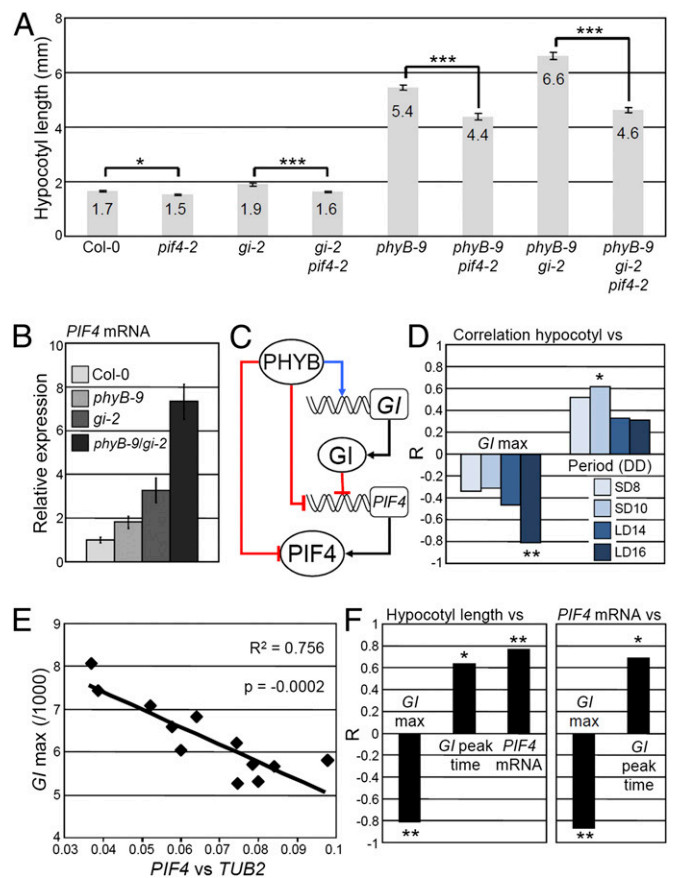 A
Hypocotyl length (mm)
8
6
4
2
0
*
***
***
***
1.7
1.5
1.9
1.6
5.4
4.4
6.6
4.6
Col-0
pif4-2
gi-2
gi-2 pif4-2
phyB-9
phyB-9 pif4-2
phyB-9 gi-2
phyB-9 gi-2 pif4-2
B
PIF4 mRNA
Relative expression
10
8
6
4
2
0
Col-0
phyB-9
gi-2
phyB-9/gi-2
C
PHYB
GI
GI
PIF4
PIF4
D
Correlation hypocotyl vs
R
1
0.8
0.6
0.4
0.2
0
-0.2
-0.4
-0.6
-0.8
-1
GI max
*
**
Period (DD)
SD8
SD10
LD14
LD16
E
GI max (/1000)
9
8
7
6
5
4
R² = 0.756
p = -0.0002
0.03
0.04
0.05
0.06
0.07
0.08
0.09
0.1
PIF4 vs TUB2
F
Hypocotyl length vs
R
1
0.8
0.6
0.4
0.2
0
-0.2
-0.4
-0.6
-0.8
-1
GI max
**
*
GI peak time
**
PIF4 mRNA
PIF4 mRNA vs
GI max
**
*
GI peak time